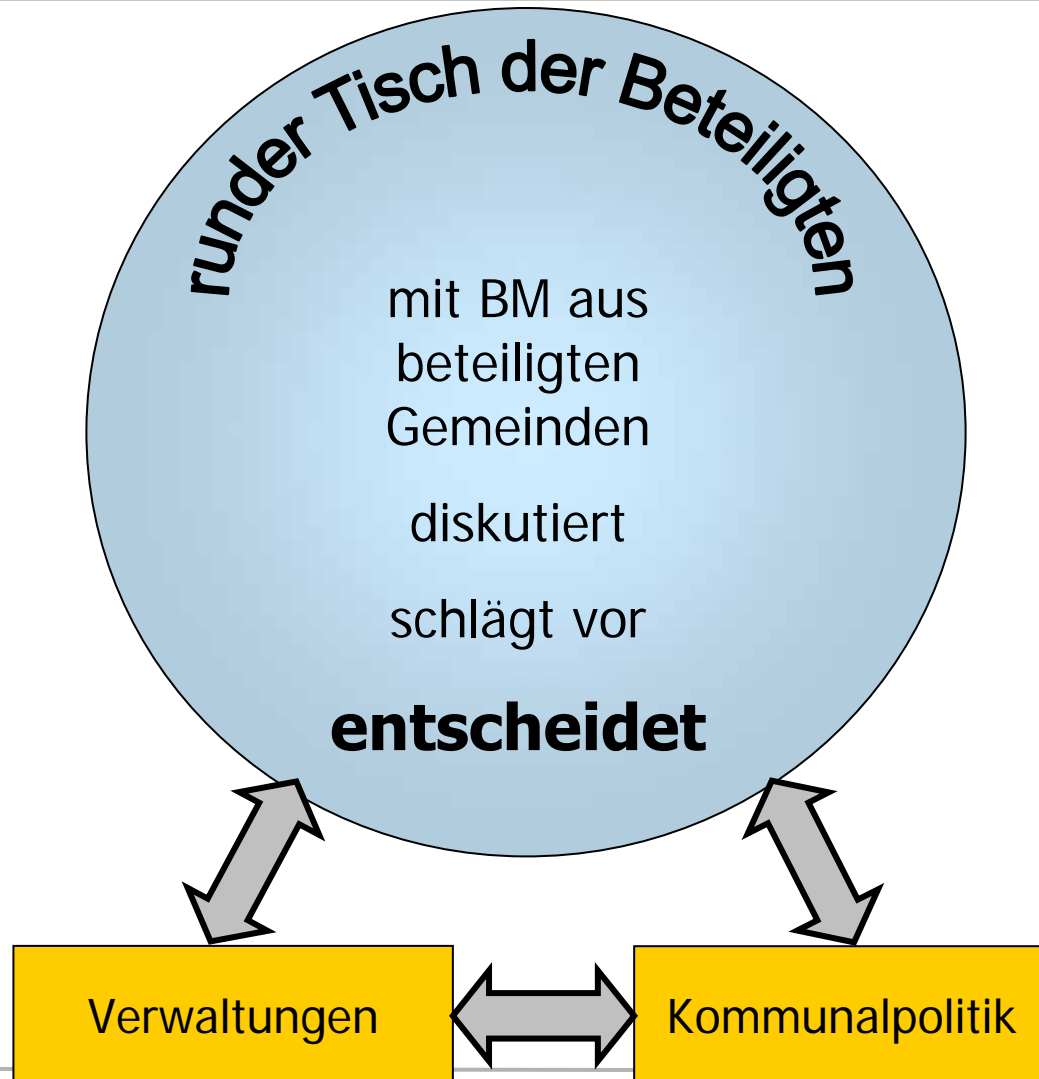 runder Tisch der Beteiligten
mit BM aus
beteiligten
Gemeinden
diskutiert
schlägt vor
entscheidet
Verwaltungen
Kommunalpolitik